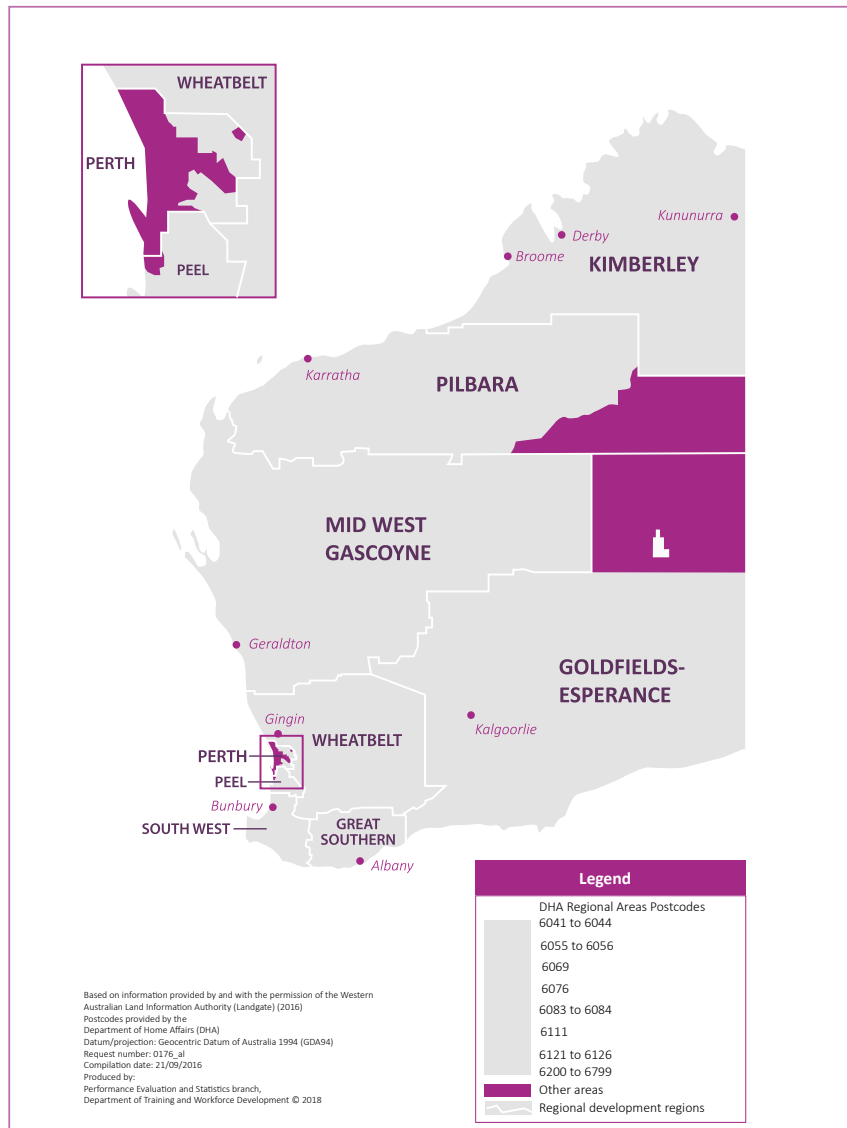 WHEATBELT
PERTH
PEEL
Kununurra
Derby
Broome
KIMBERLEY
Karratha
PILBARA
MID WEST
GASCOYNE
Geraldton
GOLDFIELDS-
ESPERANCE
Kalgoorlie
Gingin
WHEATBELT
PERTH
PEEL
Bunbury
SOUTH WEST
GREAT
SOUTHERN
Albany
Legend
DHA Regional Areas Postcodes
6041 to 6044
6055 to 6056
6069
6076
6083 to 6084
6111
6121 to 6126
6200 to 6799
Other areas
Regional development regions
Based on information provided by and with the permission of the Western
Australian Land Information Authority (Landgate) (2016)
Postcodes provided by the
Department of Home Affairs (DHA)
Datum/projection: Geocentric Datum of Australia 1994 (GDA94)
Request number: 0176_al
Compilation date: 21/09/2016
Produced by:
Performance Evaluation and Statistics branch,
Department of Training and Workforce Development © 2018